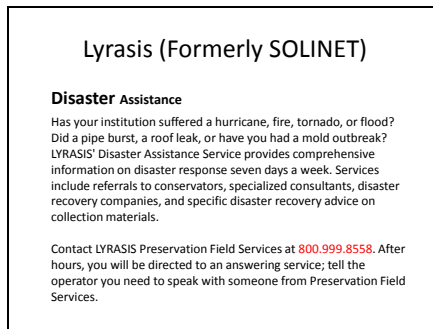 Lyrasis (Formerly SOLINET)
Disaster Assistance
Has your institution suffered a hurricane, fire, tornado, or flood?
Did a pipe burst, a roof leak, or have you had a mold outbreak?
LYRASIS' Disaster Assistance Service provides comprehensive
information on disaster response seven days a week. Services
include referrals to conservators, specialized consultants, disaster
recovery companies, and specific disaster recovery advice on
collection materials.
Contact LYRASIS Preservation Field Services at 800.999.8558. After
hours, you will be directed to an answering service; tell the
operator you need to speak with someone from Preservation Field
Services.